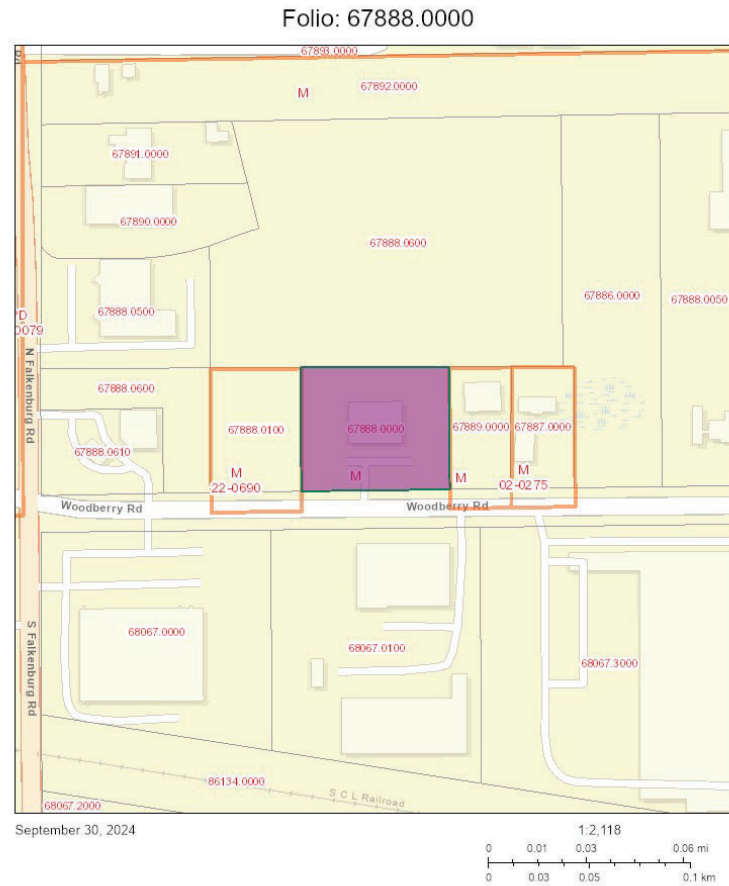 Folio: 67888.0000
67893.0000
67892.0000
M
67891.0000
67890.0000
67888.0600
67888.0500
67886.0000
67888.0050
PD
0079
N Falkenburg Rd
67888.0600
67888.0100
67888.0000
67889.0000
67887.0000
67888.0610
M
M
M
M
22-0690
02-0275
Woodberry Rd
Woodberry Rd
68067.0000
68067.0100
68067.3000
S Falkenburg Rd
86134.0000
S C L Railroad
68067.2000
September 30, 2024
1:2,118
0 0.01 0.03 0.06 mi
0 0.03 0.05 0.1 km